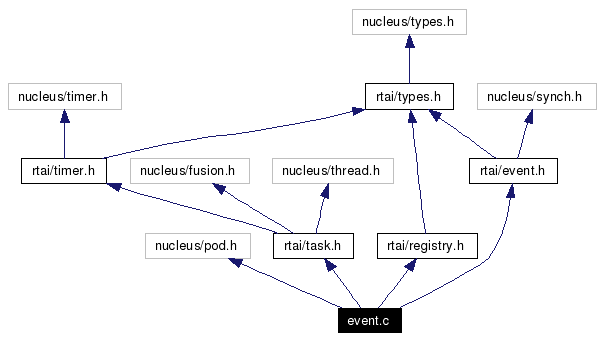 nucleus/types.h
nucleus/timer.h
rtai/types.h
nucleus/synch.h
rtai/timer.h
nucleus/fusion.h
nucleus/thread.h
rtai/event.h
nucleus/pod.h
rtai/task.h
rtai/registry.h
event.c